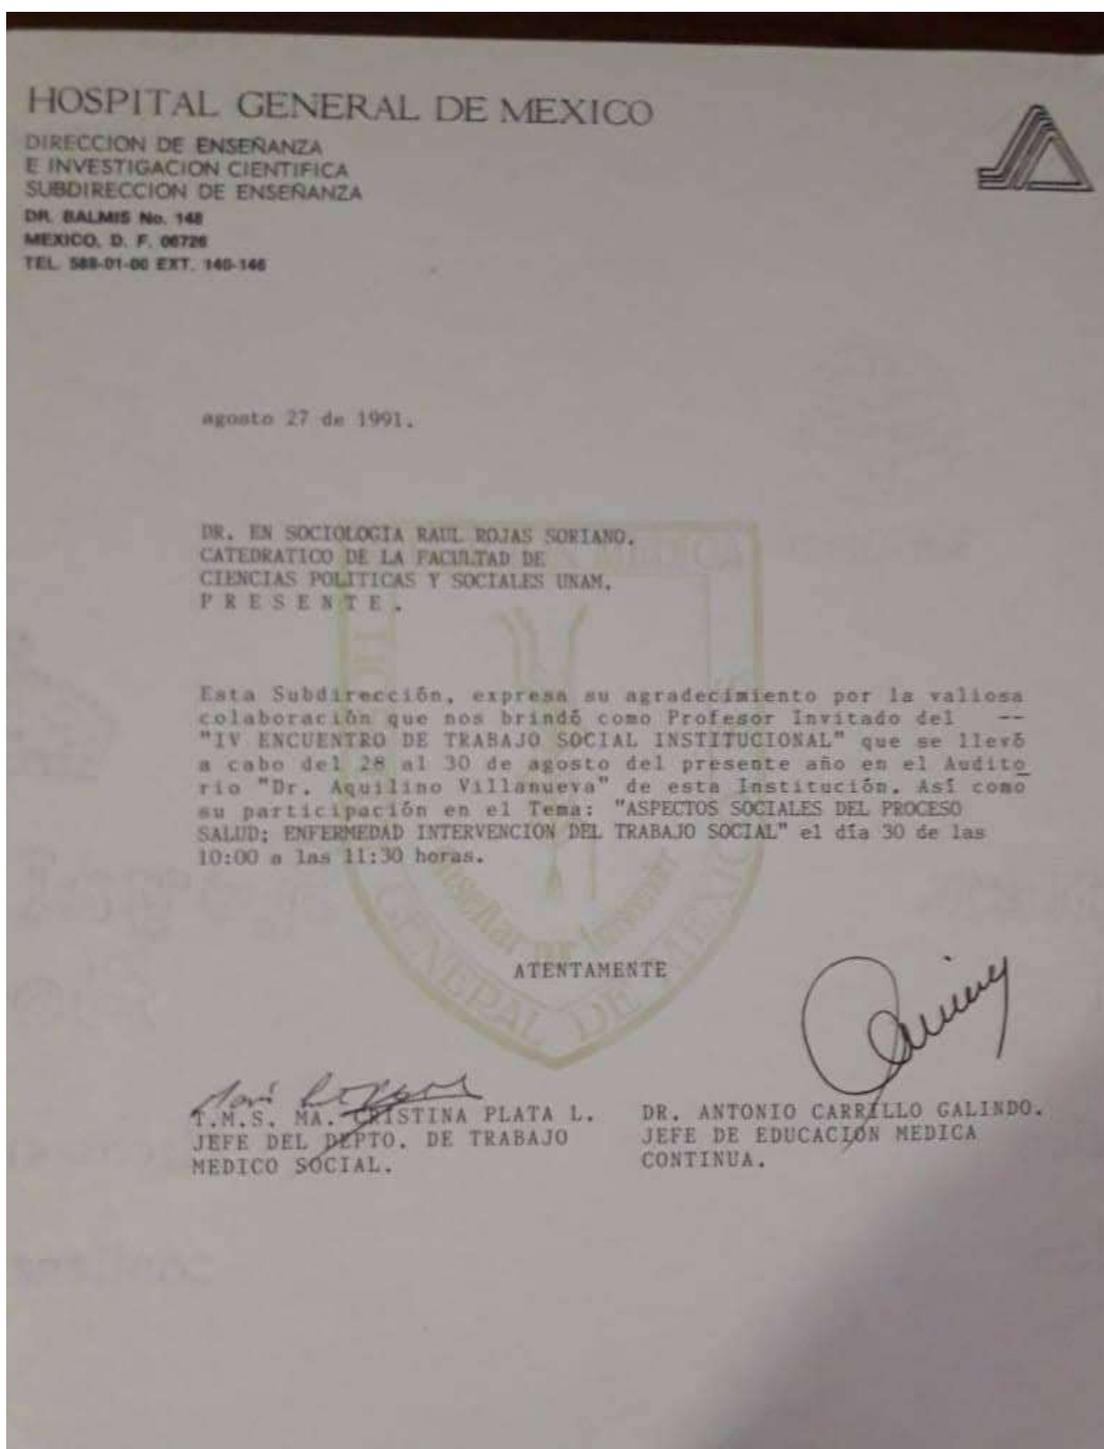 HOSPITAL GENERAL DE MEXICO
DIRECCION DE ENSEÑANZA
E INVESTIGACION CIENTIFICA
SUBDIRECCION DE ENSEÑANZA
DR. BALMIS No. 148
MEXICO, D. F. 06726
TEL. 588-01-00 EXT. 140-146
agosto 27 de 1991.
DR. EN SOCIOLOGIA RAUL ROJAS SORIANO.
CATEDRATICO DE LA FACULTAD DE
CIENCIAS POLITICAS Y SOCIALES UNAM.
P R E S E N T E .
Esta Subdirección, expresa su agradecimiento por la valiosa
colaboración que nos brindó como Profesor Invitado del --
"IV ENCUENTRO DE TRABAJO SOCIAL INSTITUCIONAL" que se llevó
a cabo del 28 al 30 de agosto del presente año en el Audito
rio "Dr. Aquilino Villanueva" de esta Institución. Así como
su participación en el Tema: "ASPECTOS SOCIALES DEL PROCESO
SALUD; ENFERMEDAD INTERVENCION DEL TRABAJO SOCIAL" el día 30 de las
10:00 a las 11:30 horas.
Enseñar por
GENERAL DE MEXICO
ATENTAMENTE
T.M.S. MA. CRISTINA PLATA L.
JEFE DEL DEPTO. DE TRABAJO
MEDICO SOCIAL.
DR. ANTONIO CARRILLO GALINDO.
JEFE DE EDUCACION MEDICA
CONTINUA.